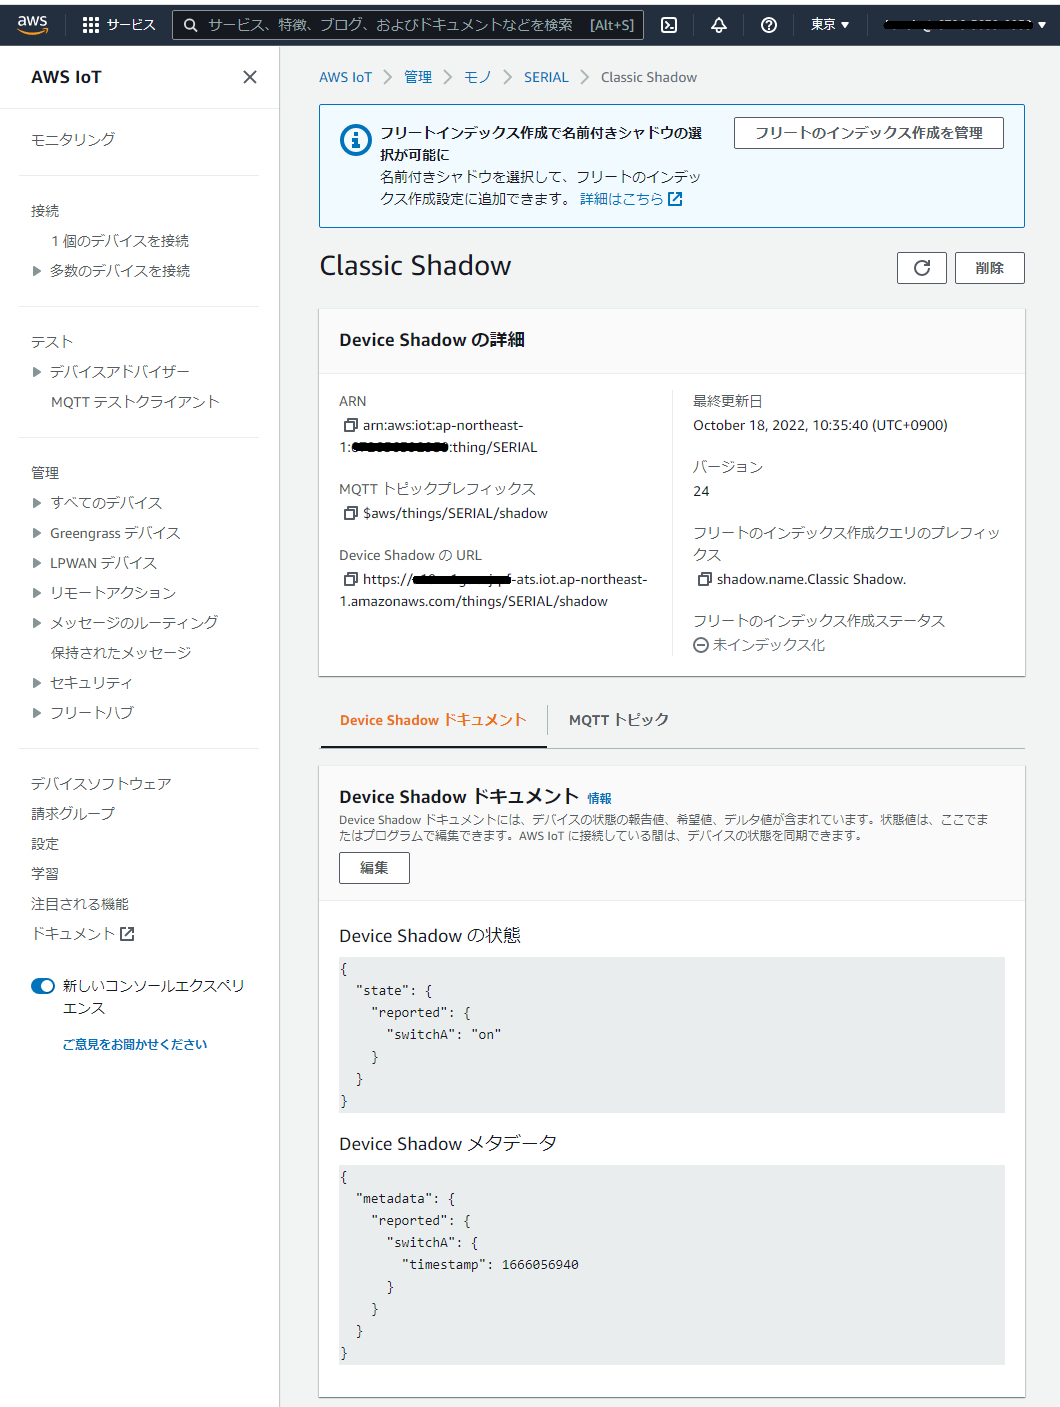 aws
サービス
サービス、特徴、ブログ、およびドキュメントなどを検索
[Alt+S]
東京
AWS IoT
モニタリング
接続
1 個のデバイスを接続
多数のデバイスを接続
テスト
デバイスアドバイザー
MQTT テストクライアント
管理
すべてのデバイス
Greengrass デバイス
LPWAN デバイス
リモートアクション
メッセージのルーティング
保持されたメッセージ
セキュリティ
フリートハブ
デバイスソフトウェア
請求グループ
設定
学習
注目される機能
ドキュメント
新しいコンソールエクスペリ
エンス
ご意見をお聞かせください
AWS IoT
管理
モノ
SERIAL
Classic Shadow
フリートインデックス作成で名前付きシャドウの選
択が可能に
名前付きシャドウを選択して、フリートのインデッ
クス作成設定に追加できます。 詳細はこちら
フリートのインデックス作成を管理
Classic Shadow
削除
Device Shadow の詳細
ARN
arn:aws:iot:ap-northeast-
1: :thing/SERIAL
MQTT トピックプレフィックス
$aws/things/SERIAL/shadow
Device Shadow の URL
https:// -ats.iot.ap-northeast-
1.amazonaws.com/things/SERIAL/shadow
最終更新日
October 18, 2022, 10:35:40 (UTC+0900)
バージョン
24
フリートのインデックス作成クエリのプレフィッ
クス
shadow.name.Classic Shadow.
フリートのインデックス作成ステータス
未インデックス化
Device Shadow ドキュメント
MQTT トピック
Device Shadow ドキュメント 情報
Device Shadow ドキュメントには、デバイスの状態の報告値、希望値、デルタ値が含まれています。状態値は、ここでま
たはプログラムで編集できます。AWS IoT に接続している間は、デバイスの状態を同期できます。
編集
Device Shadow の状態
{
"state": {
"reported": {
"switchA": "on"
}
}
}
Device Shadow メタデータ
{
"metadata": {
"reported": {
"switchA": {
"timestamp": 1666056940
}
}
}
}